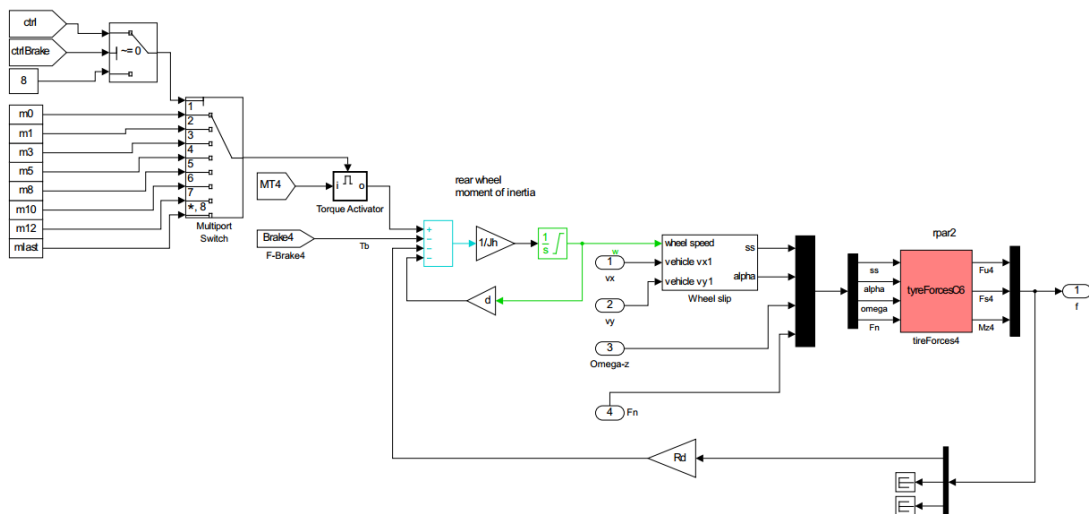 ctrl
ctrlBrake
~= 0
8
m0
m1
m3
m5
m8
m10
m12
mlast
1
2
3
4
5
6
7
*, 8
Multiport
Switch
MT4
i
o
Torque Activator
Brake4
F-Brake4
Tb
rear wheel
moment of inertia
+
−
−
−
1/Jh
1
s
d
w
wheel speed
vehicle vx1
vehicle vy1
ss
alpha
Wheel slip
1
vx
2
vy
3
Omega-z
4
Fn
rpar2
ss
alpha
omega
Fn
tyreForcesC6
tireForces4
Fu4
Fs4
Mz4
1
f
Rd